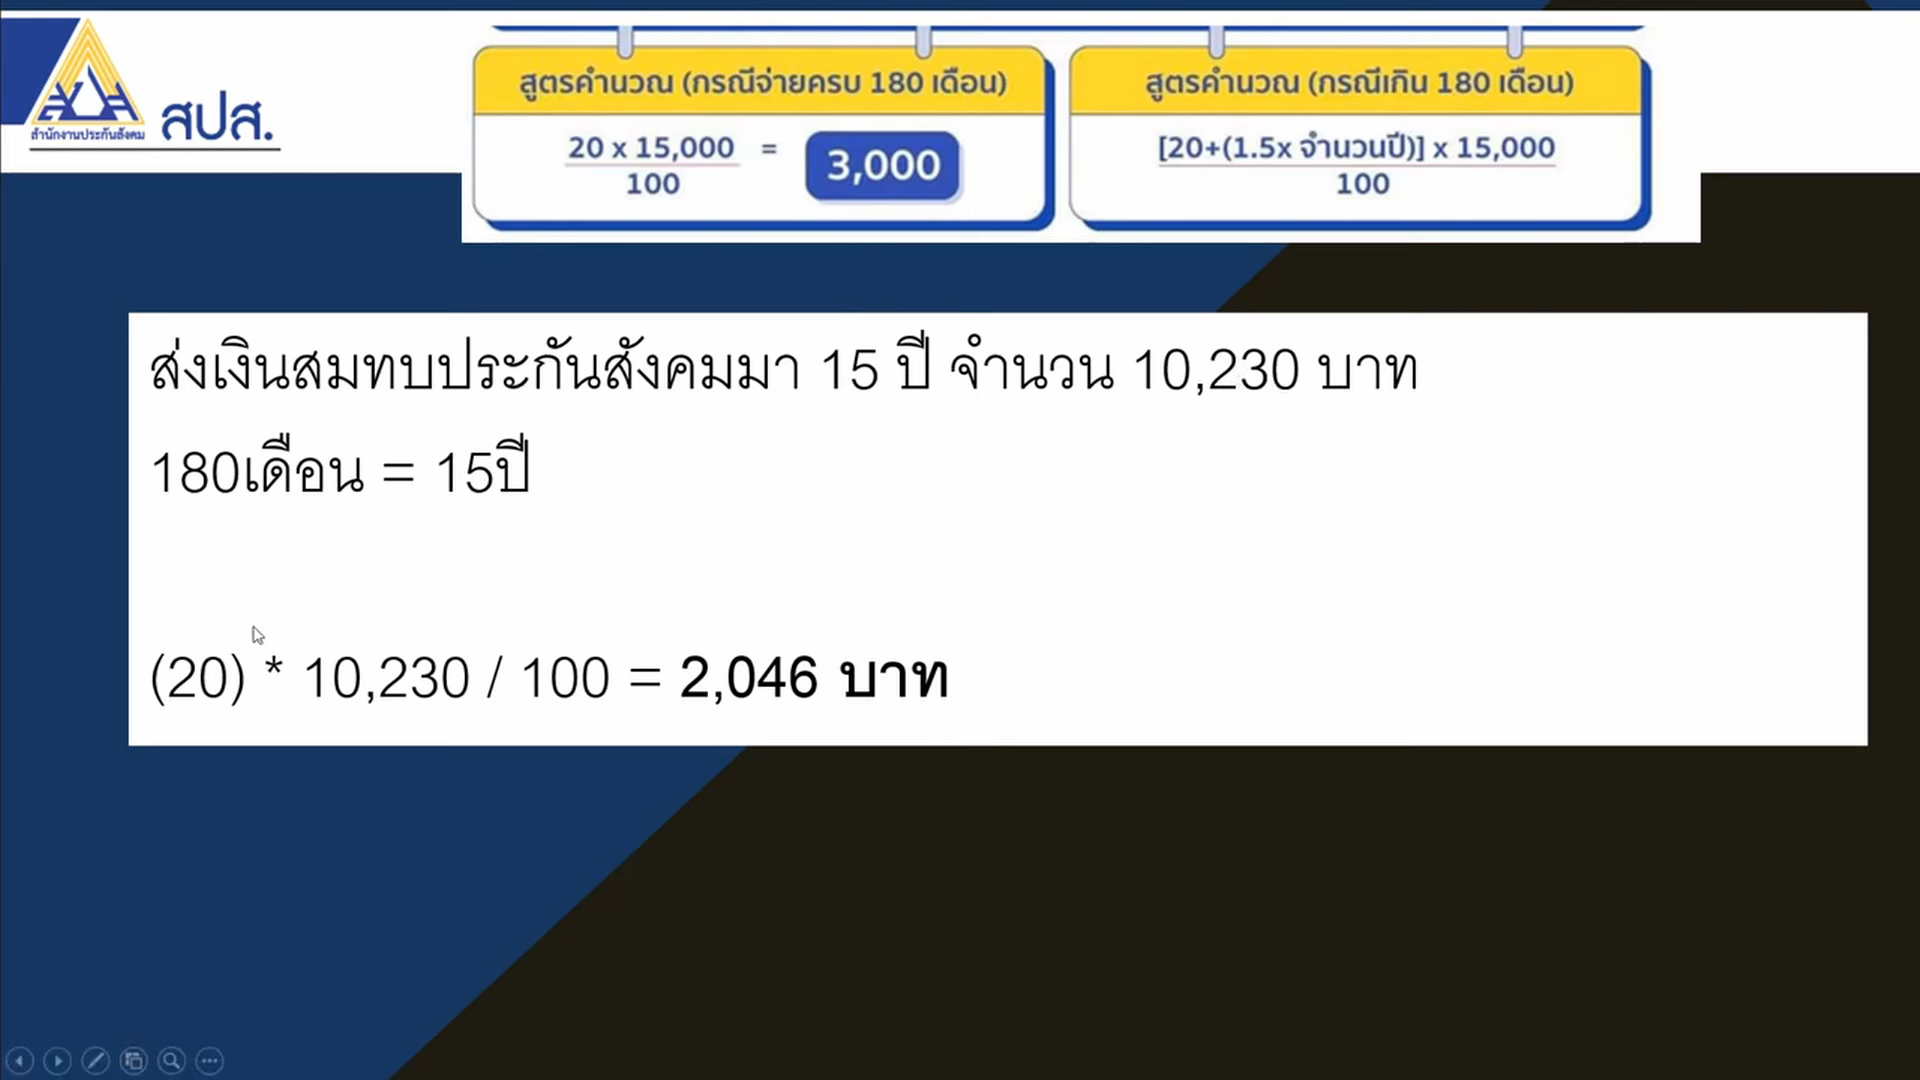 สำนักงานประกันสังคม
สปส.
สูตรคำนวณ (กรณีจ่ายครบ 180 เดือน)
20 x 15,000
100
= 3,000
สูตรคำนวณ (กรณีเกิน 180 เดือน)
[20+(1.5x จำนวนปี)] x 15,000
100
ส่งเงินสมทบประกันสังคมมา 15 ปี จำนวน 10,230 บาท
180เดือน = 15ปี
(20) * 10,230 / 100 = 2,046 บาท